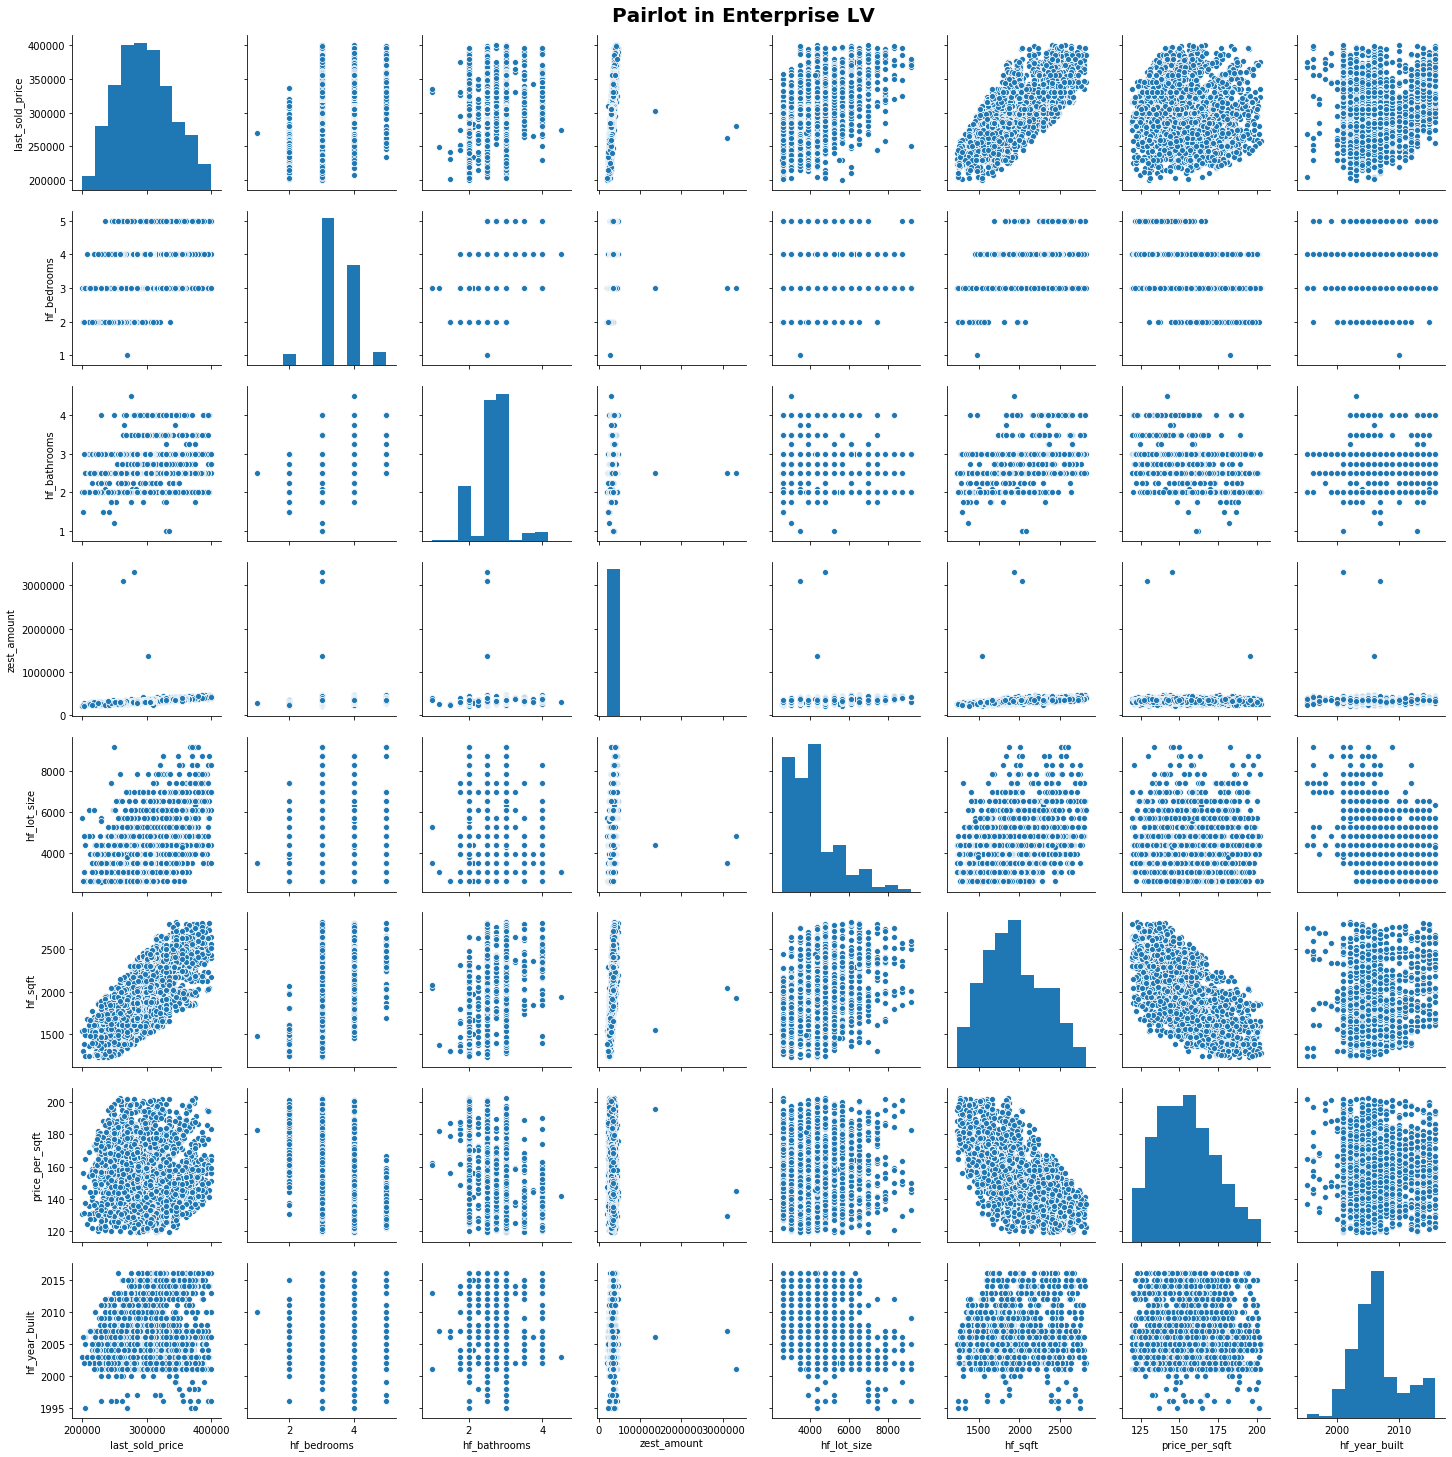 Pairlot in Enterprise LV
last_sold_price
400000
350000
300000
250000
200000
hf_bedrooms
5
4
3
2
1
hf_bathrooms
4
3
2
1
zest_amount
3000000
2000000
1000000
0
hf_lot_size
8000
6000
4000
hf_sqft
2500
2000
1500
price_per_sqft
200
180
160
140
120
hf_year_built
2015
2010
2005
2000
1995
200000 300000 400000
2 4
2 4
0 1000000 2000000 3000000
4000 6000 8000
1500 2000 2500
125 150 175 200
2000 2010
last_sold_price hf_bedrooms hf_bathrooms zest_amount hf_lot_size hf_sqft price_per_sqft hf_year_built